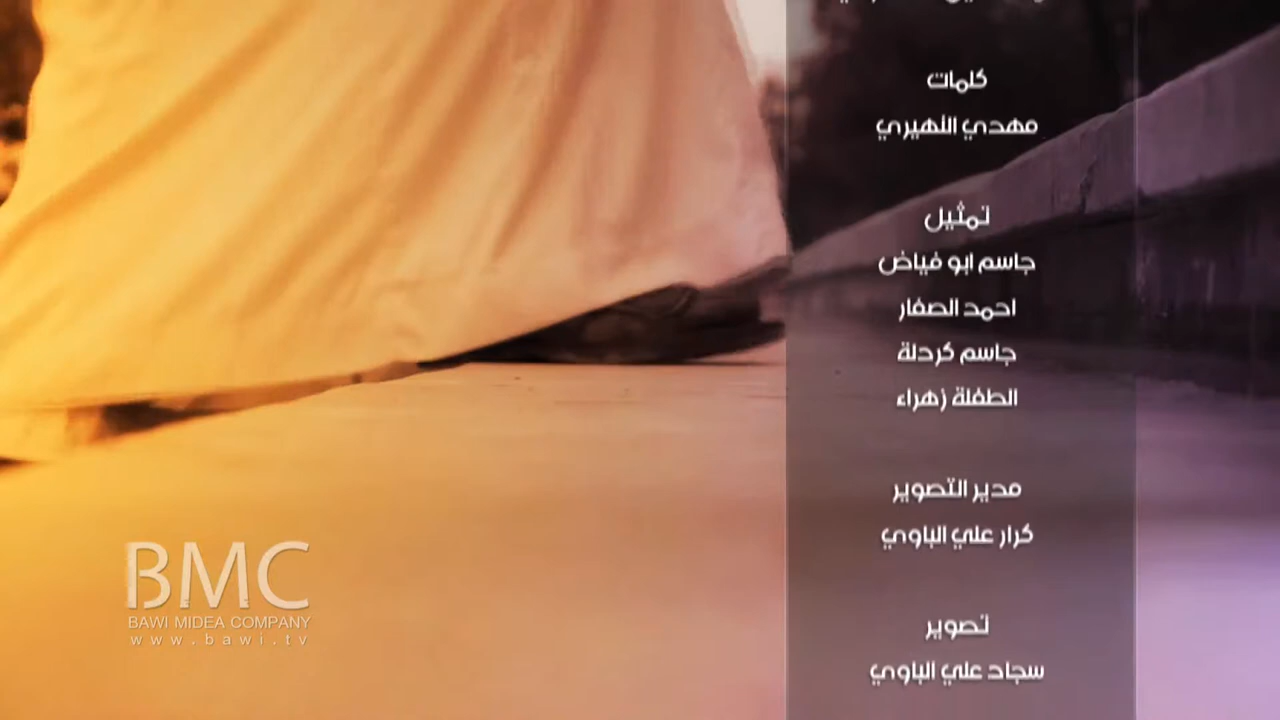 كلمات
مهدي النهيري
تمثيل
جاسم ابو فياض
احمد الصفار
جاسم كردلة
الطفلة زهراء
مدير التصوير
كرار علي الباوي
تصوير
سجاد علي الباوي
BMC
BAWI MIDEA COMPANY
www.bawi.tv